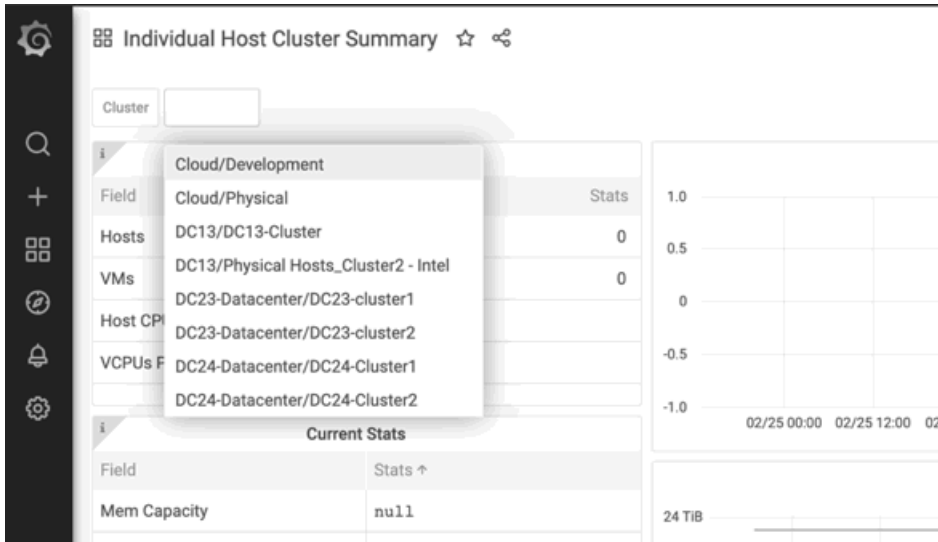 Individual Host Cluster Summary
Cluster
i
Cloud/Development
Cloud/Physical
DC13/DC13-Cluster
DC13/Physical Hosts_Cluster2 - Intel
DC23-Datacenter/DC23-cluster1
DC23-Datacenter/DC23-cluster2
DC24-Datacenter/DC24-Cluster1
DC24-Datacenter/DC24-Cluster2
Field Stats
Hosts 0
VMs 0
Host CP
VCPUs
i
Current Stats
Field Stats ↑
Mem Capacity null
1.0
0.5
0
-0.5
-1.0
02/25 00:00 02/25 12:00 02
24 TiB